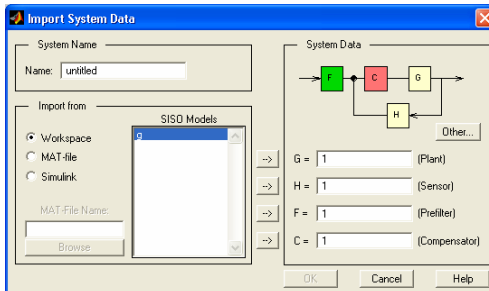 Import System Data
System Name
Name: untitled
Import from
Workspace
MAT-file
Simulink
MAT-File Name:
Browse
SISO Models
g
-->
-->
-->
-->
System Data
F
C
G
H
Other...
G = 1 (Plant)
H = 1 (Sensor)
F = 1 (Prefilter)
C = 1 (Compensator)
OK
Cancel
Help